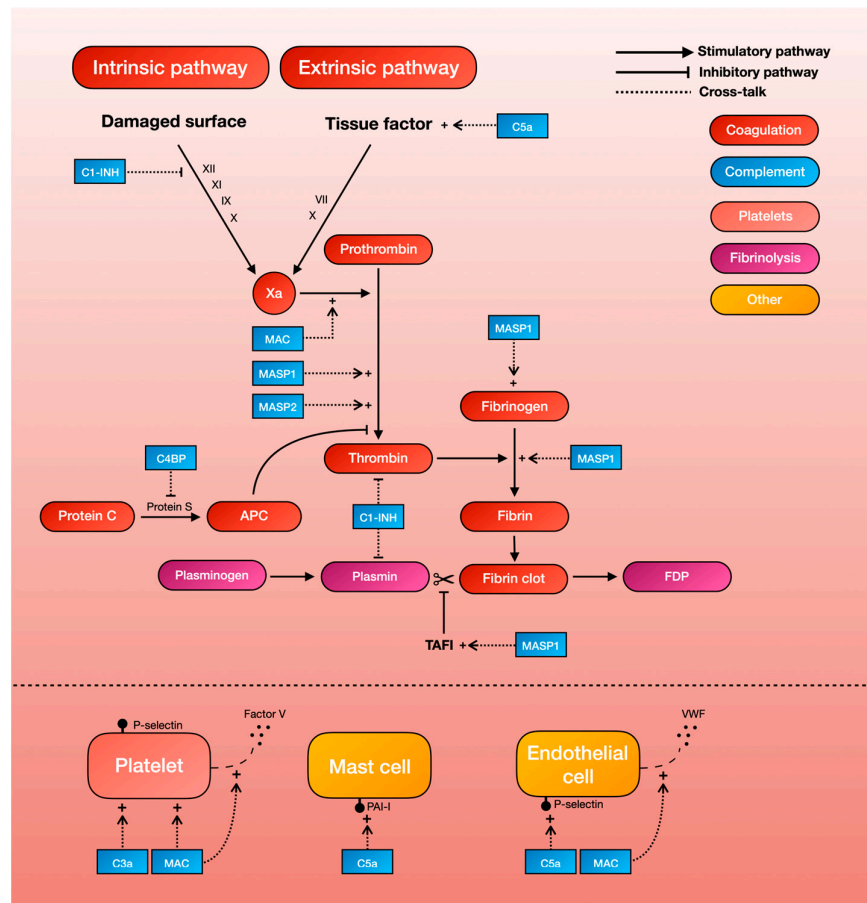 Intrinsic pathway
Extrinsic pathway
Stimulatory pathway
Inhibitory pathway
Cross-talk
Damaged surface
Tissue factor +
C5a
Coagulation
Complement
Platelets
Fibrinolysis
Other
C1-INH
XII
XI
IX
X
VII
X
Prothrombin
Xa
+
MAC
MASP1 +
MASP2 +
MASP1
+
Fibrinogen
Thrombin
+
MASP1
C4BP
Protein C
Protein S
APC
C1-INH
Fibrin
Plasminogen
Plasmin
Fibrin clot
FDP
TAFI +
MASP1
P-selectin
Factor V
Platelet
+
+
+
C3a
MAC
Mast cell
PAI-I
+
C5a
VWF
Endothelial
cell
P-selectin
+
+
C5a
MAC